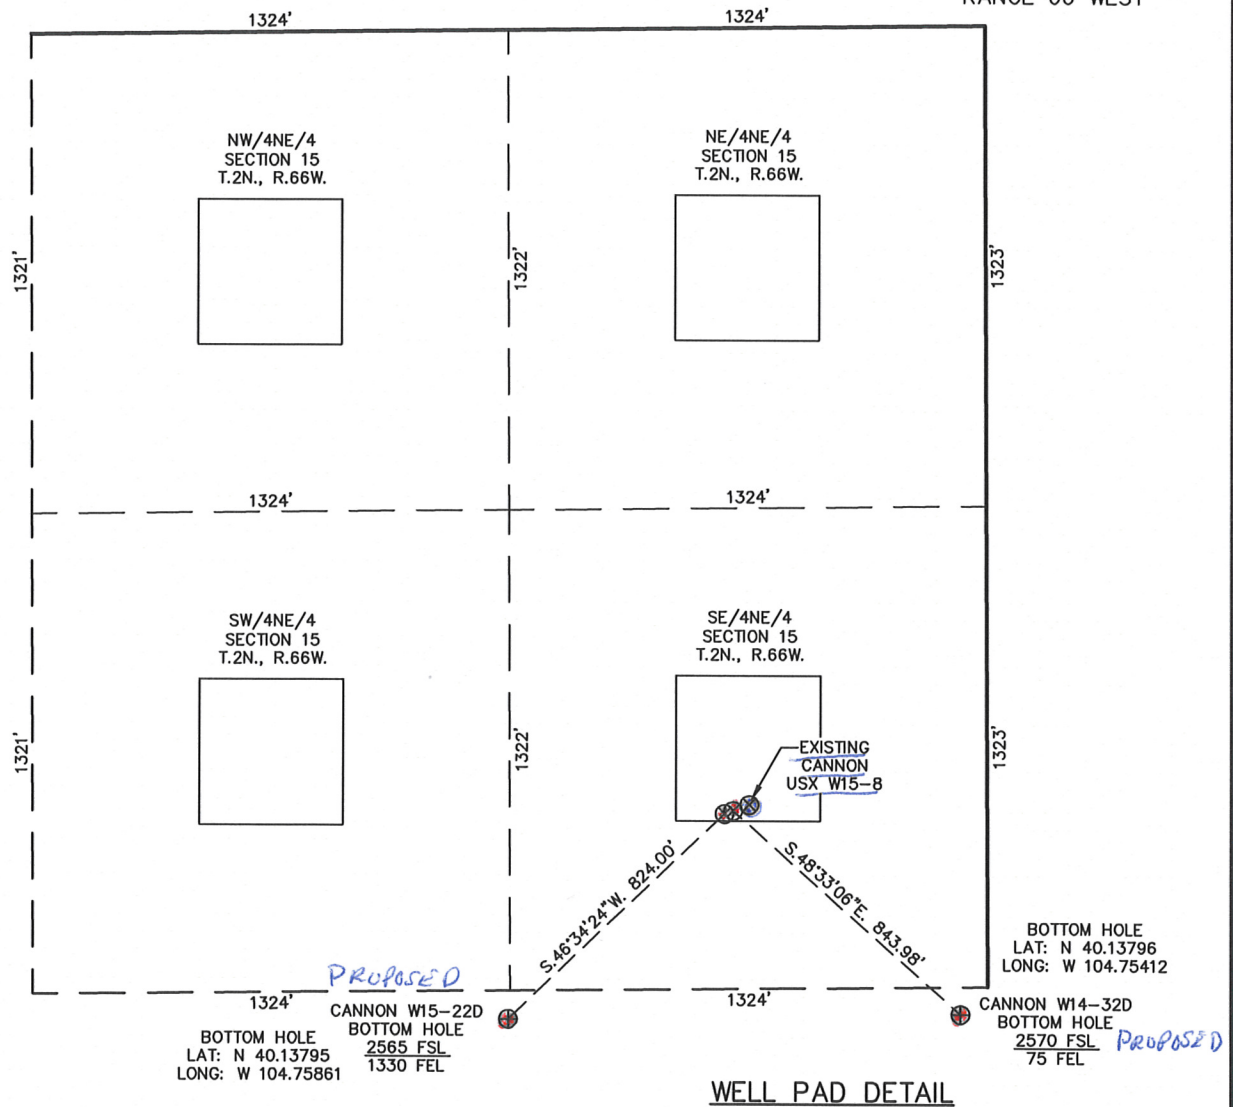 1324'
1324'
NW/4NE/4
SECTION 15
T.2N., R.66W.
NE/4NE/4
SECTION 15
T.2N., R.66W.
1321'
1322'
1323'
1324'
1324'
SW/4NE/4
SECTION 15
T.2N., R.66W.
SE/4NE/4
SECTION 15
T.2N., R.66W.
1321'
1322'
1323'
EXISTING
CANNON
USX W15-8
S.46°34'24"W. 824.00'
S.48°33'06"E. 843.98'
BOTTOM HOLE
LAT: N 40.13796
LONG: W 104.75412
PROPOSED
1324'
1324'
CANNON W15-22D
BOTTOM HOLE
2565 FSL
1330 FEL
BOTTOM HOLE
LAT: N 40.13795
LONG: W 104.75861
CANNON W14-32D
BOTTOM HOLE
2570 FSL
75 FEL
PROPOSED
WELL PAD DETAIL